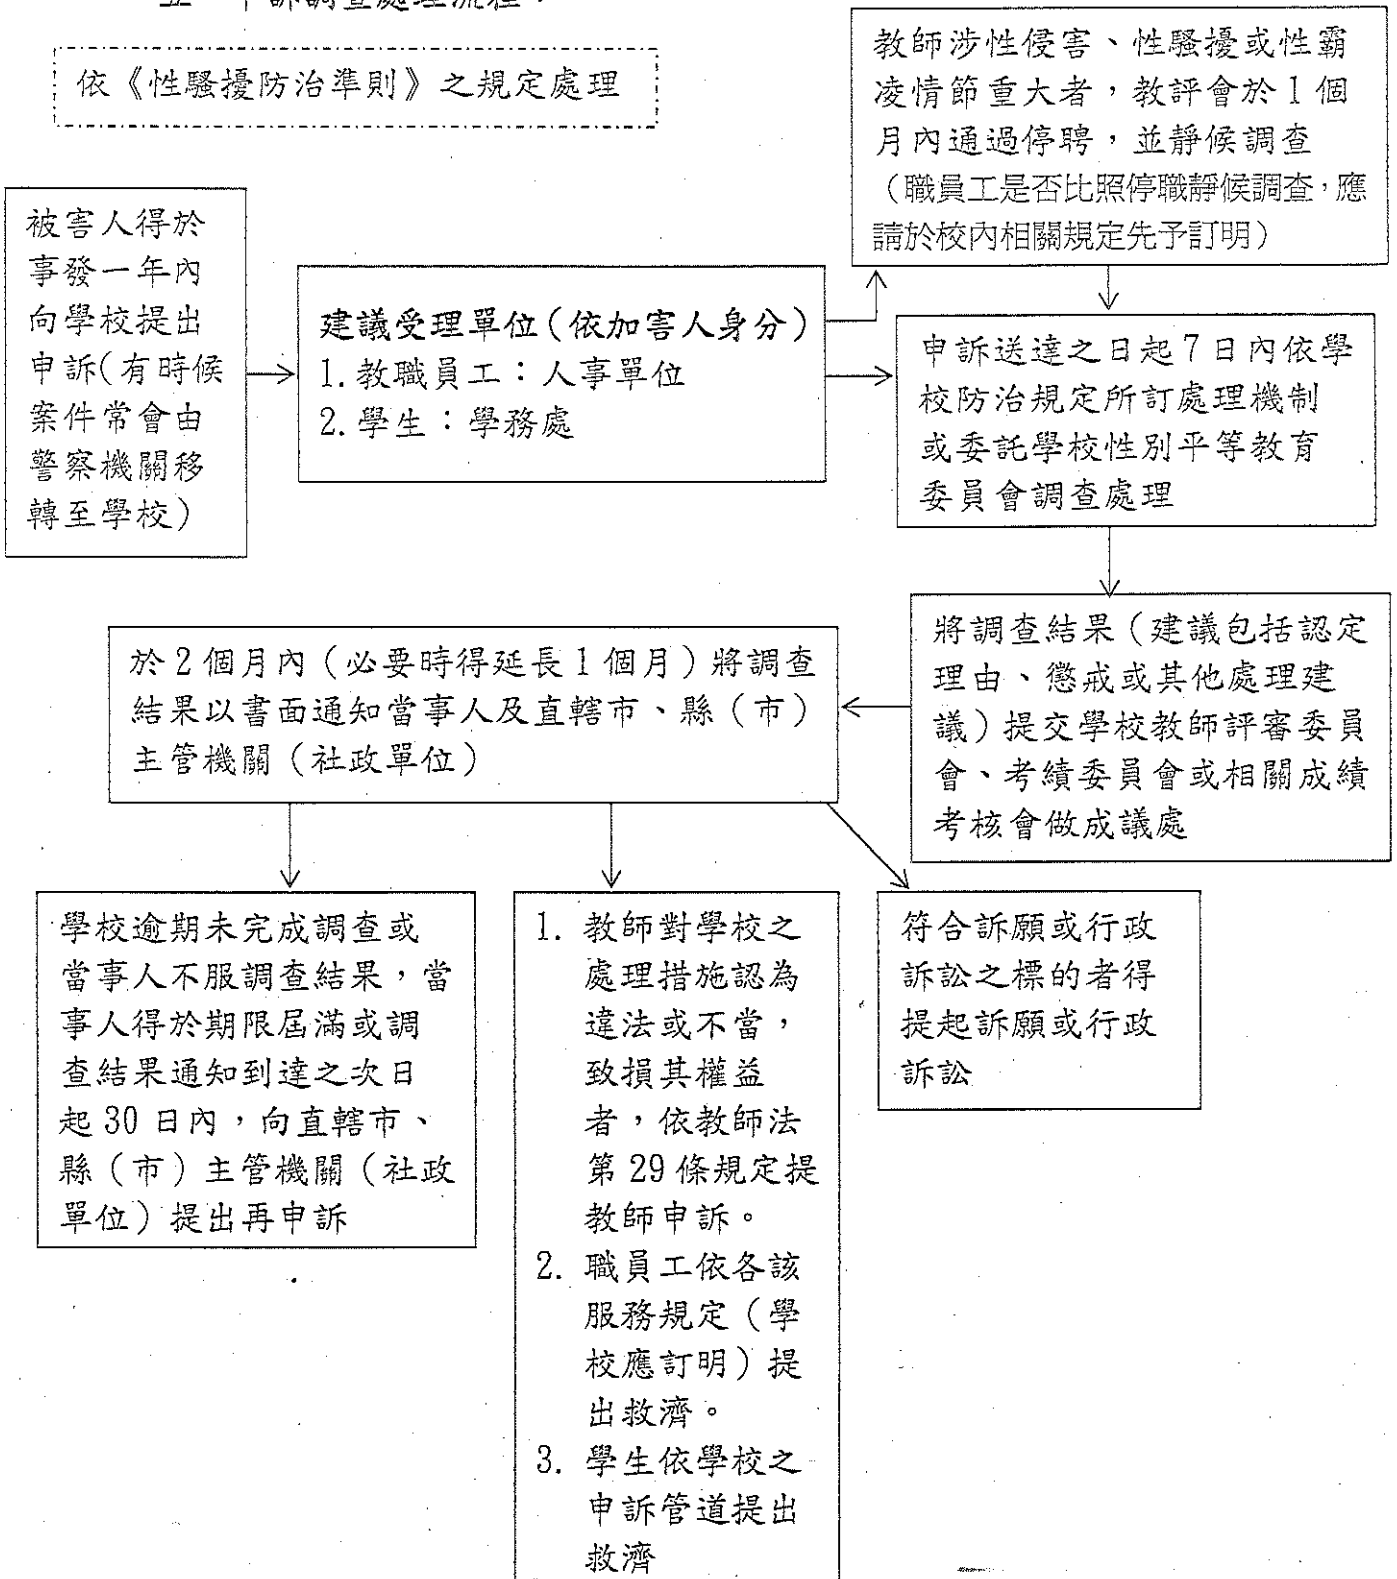 申訴調查處理流程：
依《性騷擾防治準則》之規定處理
教師涉性侵害、性騷擾或性霸
凌情節重大者，教評會於1個
月內通過停聘，並靜候調查
（職員工是否比照停職靜候調查，應
請於校內相關規定先予訂明）
被害人得於
事發一年內
向學校提出
申訴(有時候
案件常會由
警察機關移
轉至學校)
建議受理單位(依加害人身分)
1.教職員工：人事單位
2.學生：學務處
申訴送達之日起7日內依學
校防治規定所訂處理機制
或委託學校性別平等教育
委員會調查處理
將調查結果（建議包括認定
理由、懲戒或其他處理建
議）提交學校教師評審委員
會、考績委員會或相關成績
考核會做成議處
於2個月內（必要時得延長1個月）將調查
結果以書面通知當事人及直轄市、縣（市）
主管機關（社政單位）
學校逾期未完成調查或
當事人不服調查結果，當
事人得於期限屆滿或調
查結果通知到達之次日
起30日內，向直轄市、
縣（市）主管機關（社政
單位）提出再申訴
1. 教師對學校之
處理措施認為
違法或不當，
致損其權益
者，依教師法
第29條規定提
教師申訴。
2. 職員工依各該
服務規定（學
校應訂明）提
出救濟。
3. 學生依學校之
申訴管道提出
救濟
符合訴願或行政
訴訟之標的者得
提起訴願或行政
訴訟